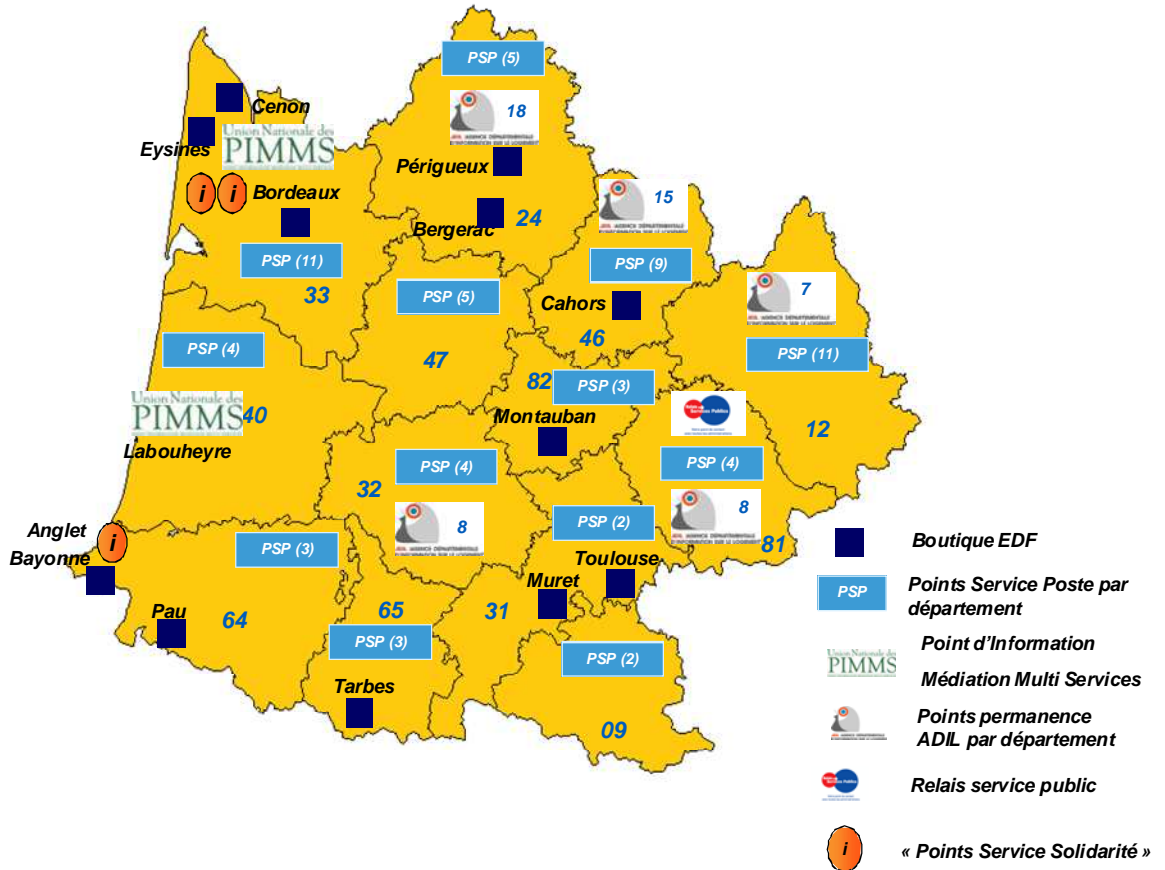 PSP (5)
18
Cenon
Union Nationale des
PIMMS
Eysines
Périgueux
i
i
Bordeaux
15
Bergerac
24
PSP (11)
33
PSP (5)
PSP (9)
7
Cahors
46
PSP (4)
47
PSP (11)
82
PSP (3)
Union Nationale des
PIMMS
40
Labouheyre
Montauban
12
PSP (4)
32
PSP (4)
8
8
81
PSP (2)
Anglet
i
Bayonne
PSP (3)
Toulouse
Muret
Pau
64
65
31
PSP (3)
PSP (2)
Tarbes
09
Boutique EDF
PSP
Points Service Poste par
département
Union Nationale des
PIMMS
Point d'Information
Médiation Multi Services
Points permanence
ADIL par département
Relais service public
i
« Points Service Solidarité »